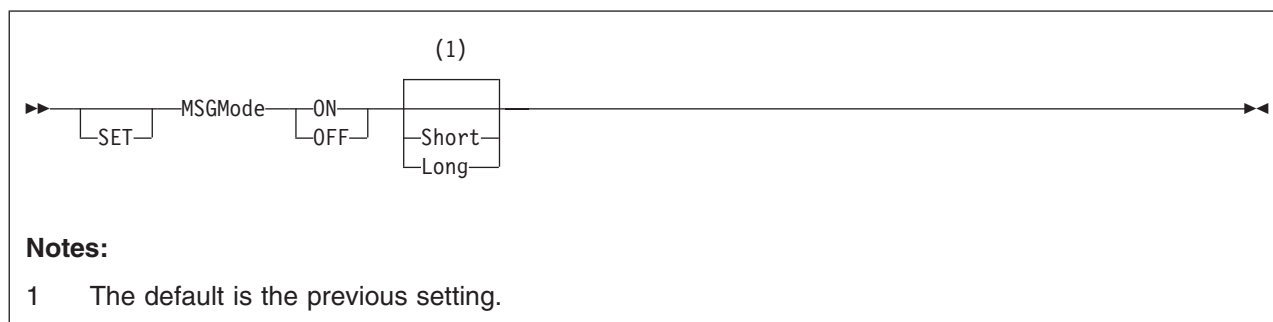 (1)
MSGMode ON
SET OFF Short
Long
Notes:
1 The default is the previous setting.